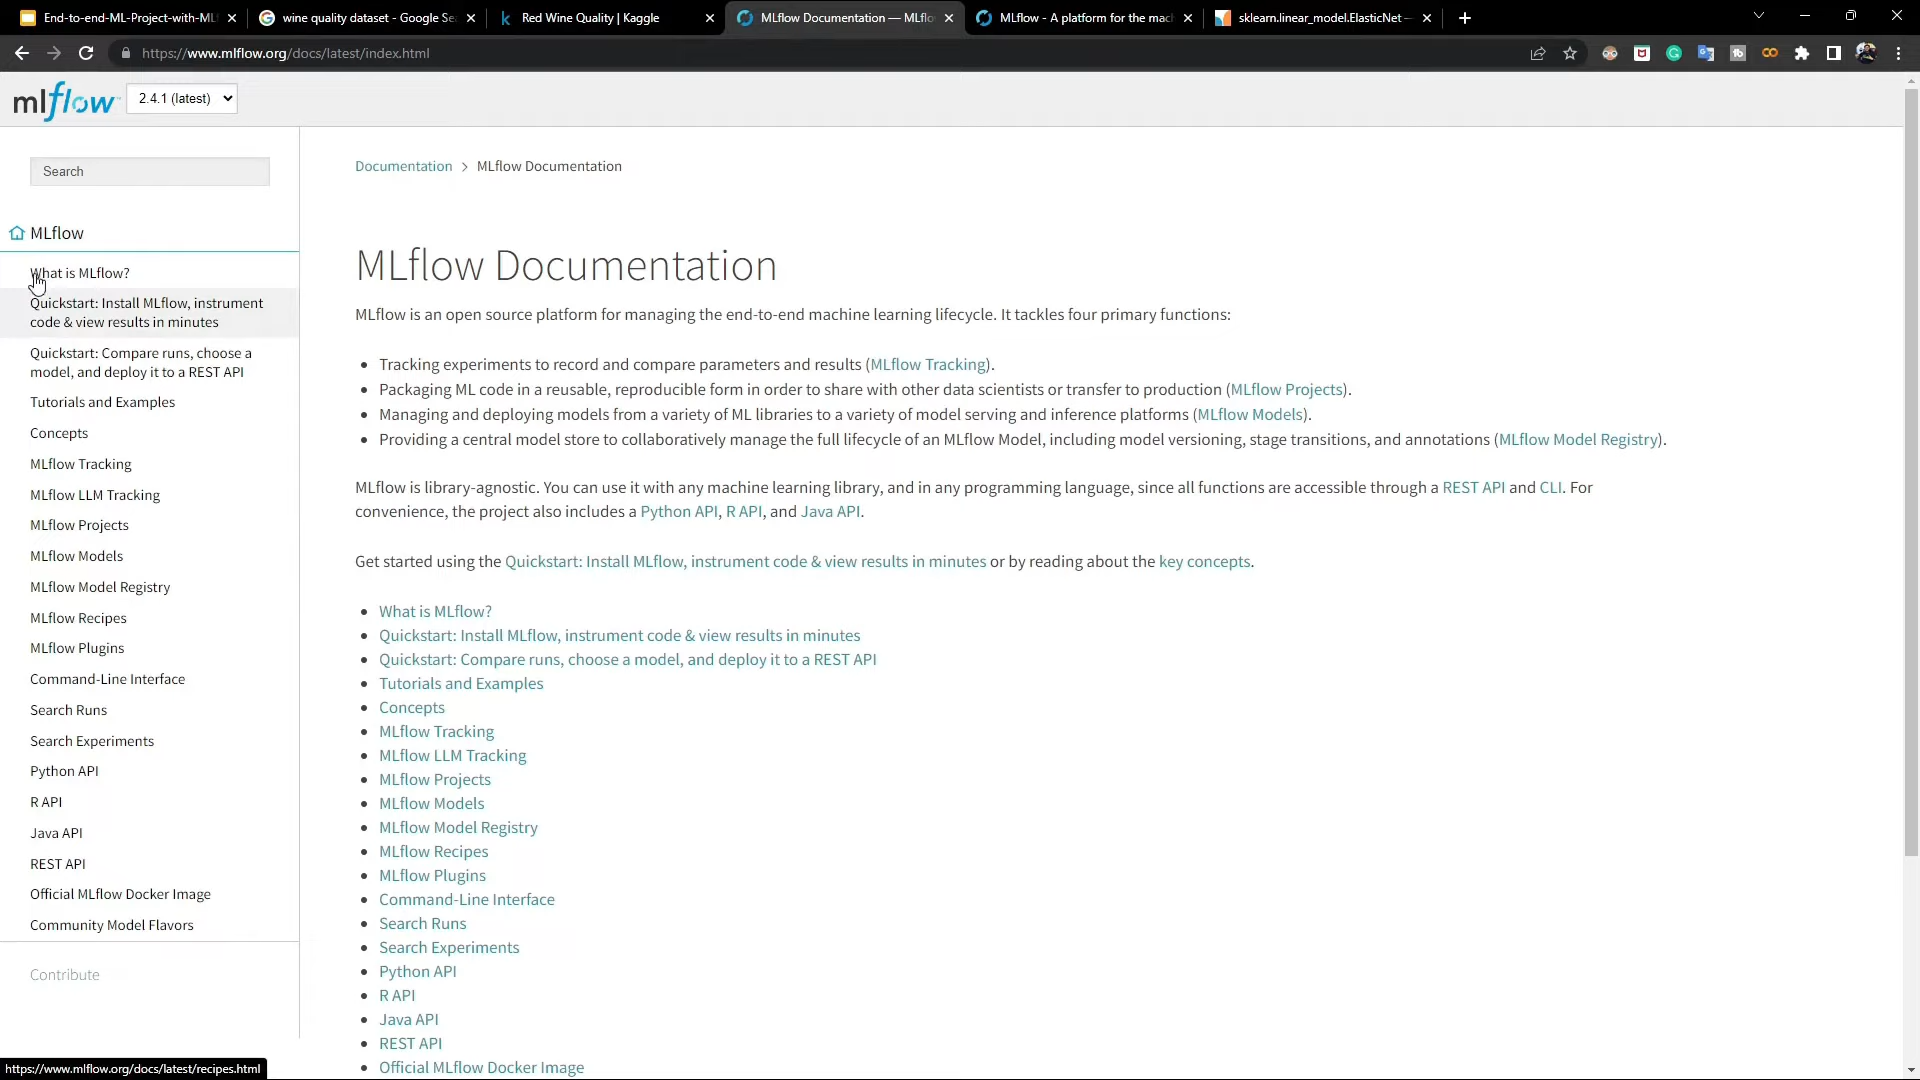 End-to-end-ML-Project-with-MLf
wine quality dataset - Google Se
Red Wine Quality | Kaggle
MLflow Documentation — MLflo
MLflow - A platform for the mac
sklearn.linear_model.ElasticNet —
https://www.mlflow.org/docs/latest/index.html
mlflow
2.4.1 (latest)
Search
MLflow
What is MLflow?
Quickstart: Install MLflow, instrument
code & view results in minutes
Quickstart: Compare runs, choose a
model, and deploy it to a REST API
Tutorials and Examples
Concepts
MLflow Tracking
MLflow LLM Tracking
MLflow Projects
MLflow Models
MLflow Model Registry
MLflow Recipes
MLflow Plugins
Command-Line Interface
Search Runs
Search Experiments
Python API
R API
Java API
REST API
Official MLflow Docker Image
Community Model Flavors
Contribute
Documentation > MLflow Documentation
MLflow Documentation
MLflow is an open source platform for managing the end-to-end machine learning lifecycle. It tackles four primary functions:
• Tracking experiments to record and compare parameters and results (MLflow Tracking).
• Packaging ML code in a reusable, reproducible form in order to share with other data scientists or transfer to production (MLflow Projects).
• Managing and deploying models from a variety of ML libraries to a variety of model serving and inference platforms (MLflow Models).
• Providing a central model store to collaboratively manage the full lifecycle of an MLflow Model, including model versioning, stage transitions, and annotations (MLflow Model Registry).
MLflow is library-agnostic. You can use it with any machine learning library, and in any programming language, since all functions are accessible through a REST API and CLI. For
convenience, the project also includes a Python API, R API, and Java API.
Get started using the Quickstart: Install MLflow, instrument code & view results in minutes or by reading about the key concepts.
• What is MLflow?
• Quickstart: Install MLflow, instrument code & view results in minutes
• Quickstart: Compare runs, choose a model, and deploy it to a REST API
• Tutorials and Examples
• Concepts
• MLflow Tracking
• MLflow LLM Tracking
• MLflow Projects
• MLflow Models
• MLflow Model Registry
• MLflow Recipes
• MLflow Plugins
• Command-Line Interface
• Search Runs
• Search Experiments
• Python API
• R API
• Java API
• REST API
• Official MLflow Docker Image
https://www.mlflow.org/docs/latest/recipes.html